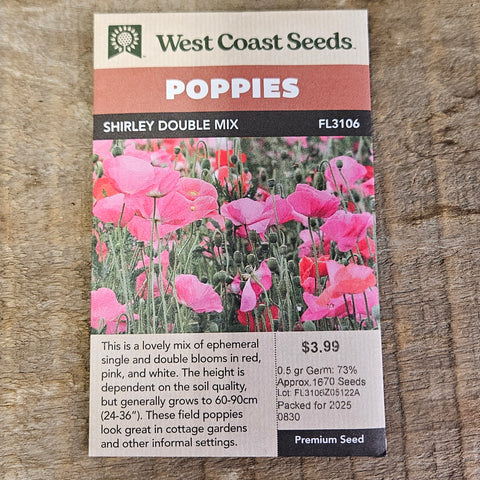 West Coast Seeds™
POPPIES
SHIRLEY DOUBLE MIX FL3106
This is a lovely mix of ephemeral
single and double blooms in red,
pink, and white. The height is
dependent on the soil quality,
but generally grows to 60-90cm
(24-36”). These field poppies
look great in cottage gardens
and other informal settings.
$3.99
0.5 gr Germ: 73%
Approx.1670 Seeds
Lot: FL3106Z05122A
Packed for 2025
0830
Premium Seed